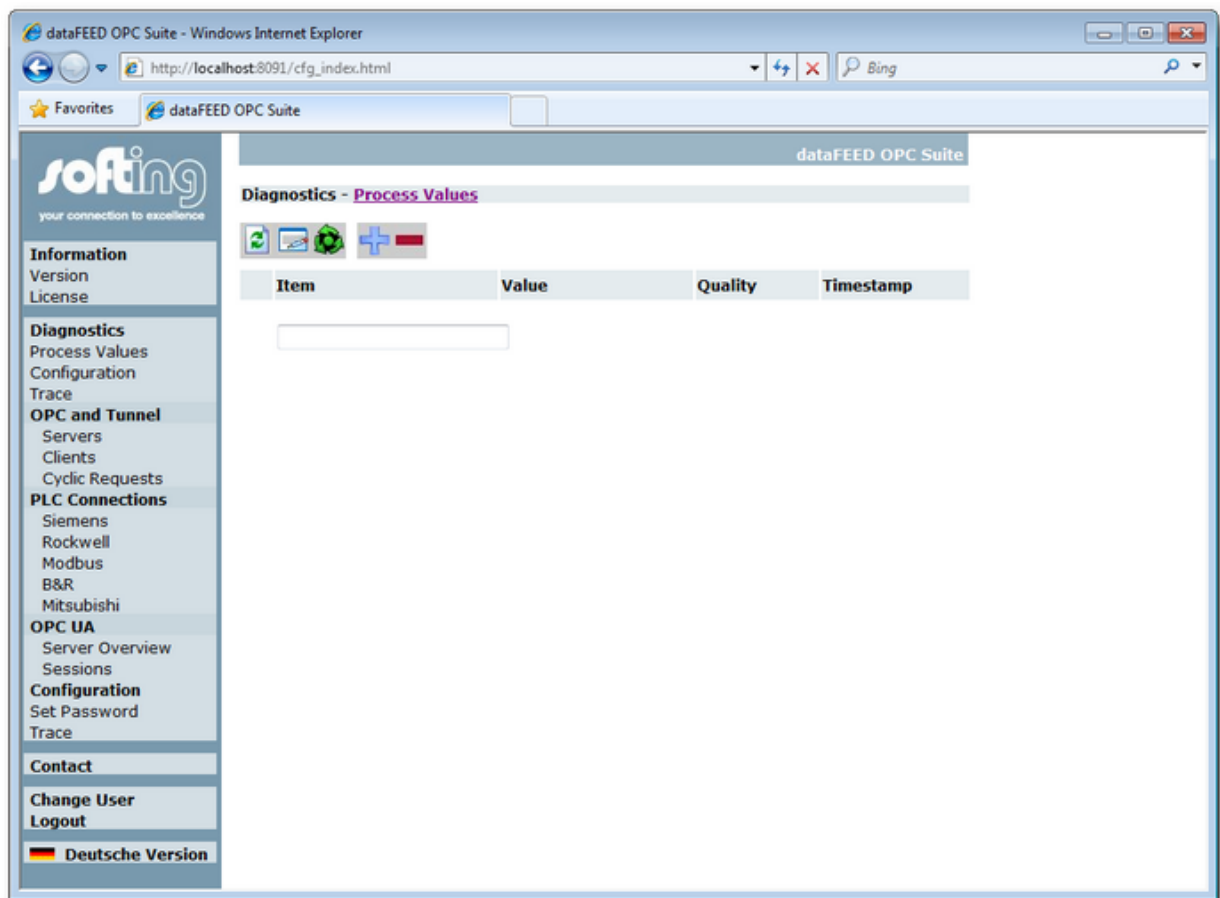 dataFEED OPC Suite - Windows Internet Explorer
http://localhost:8091/cfg_index.html
Bing
Favorites
dataFEED OPC Suite
softing
your connection to excellence
dataFEED OPC Suite
Diagnostics - Process Values
Item Value Quality Timestamp
Information
Version
License
Diagnostics
Process Values
Configuration
Trace
OPC and Tunnel
Servers
Clients
Cyclic Requests
PLC Connections
Siemens
Rockwell
Modbus
B&R
Mitsubishi
OPC UA
Server Overview
Sessions
Configuration
Set Password
Trace
Contact
Change User
Logout
Deutsche Version